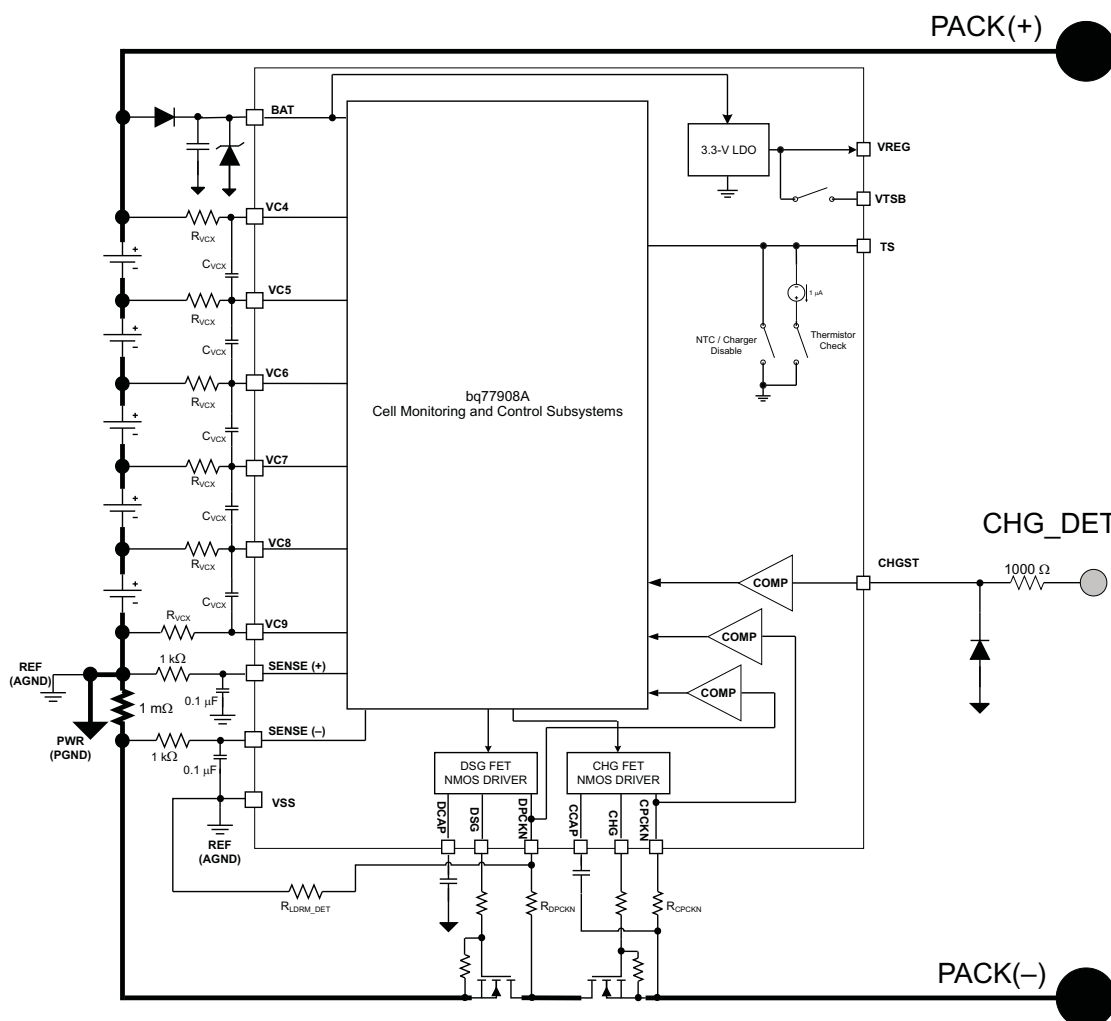 PACK(+)
BAT
3.3-V LDO
VREG
VTSB
VC4
RVCX
TS
CVCX
VC5
RVCX
1 µA
NTC / Charger
Disable
Thermistor
Check
CVCX
VC6
RVCX
bq77908A
Cell Monitoring and Control Subsystems
CVCX
VC7
RVCX
CVCX
VC8
RVCX
CHG_DET
CHGST
COMP
1000 Ω
CVCX
RVCX
VC9
COMP
REF
(AGND)
1 kΩ
SENSE (+)
COMP
0.1 µF
1 mΩ
PWR
(PGND)
SENSE (–)
1 kΩ
0.1 µF
DSG FET
NMOS DRIVER
CHG FET
NMOS DRIVER
VSS
DCAP
DSG
DPCKN
CCAP
CHG
CPCKN
REF
(AGND)
RLDRM_DET
RDPCKN
RCPCKN
PACK(–)
+
–
+
–
+
–
+
–
+
–